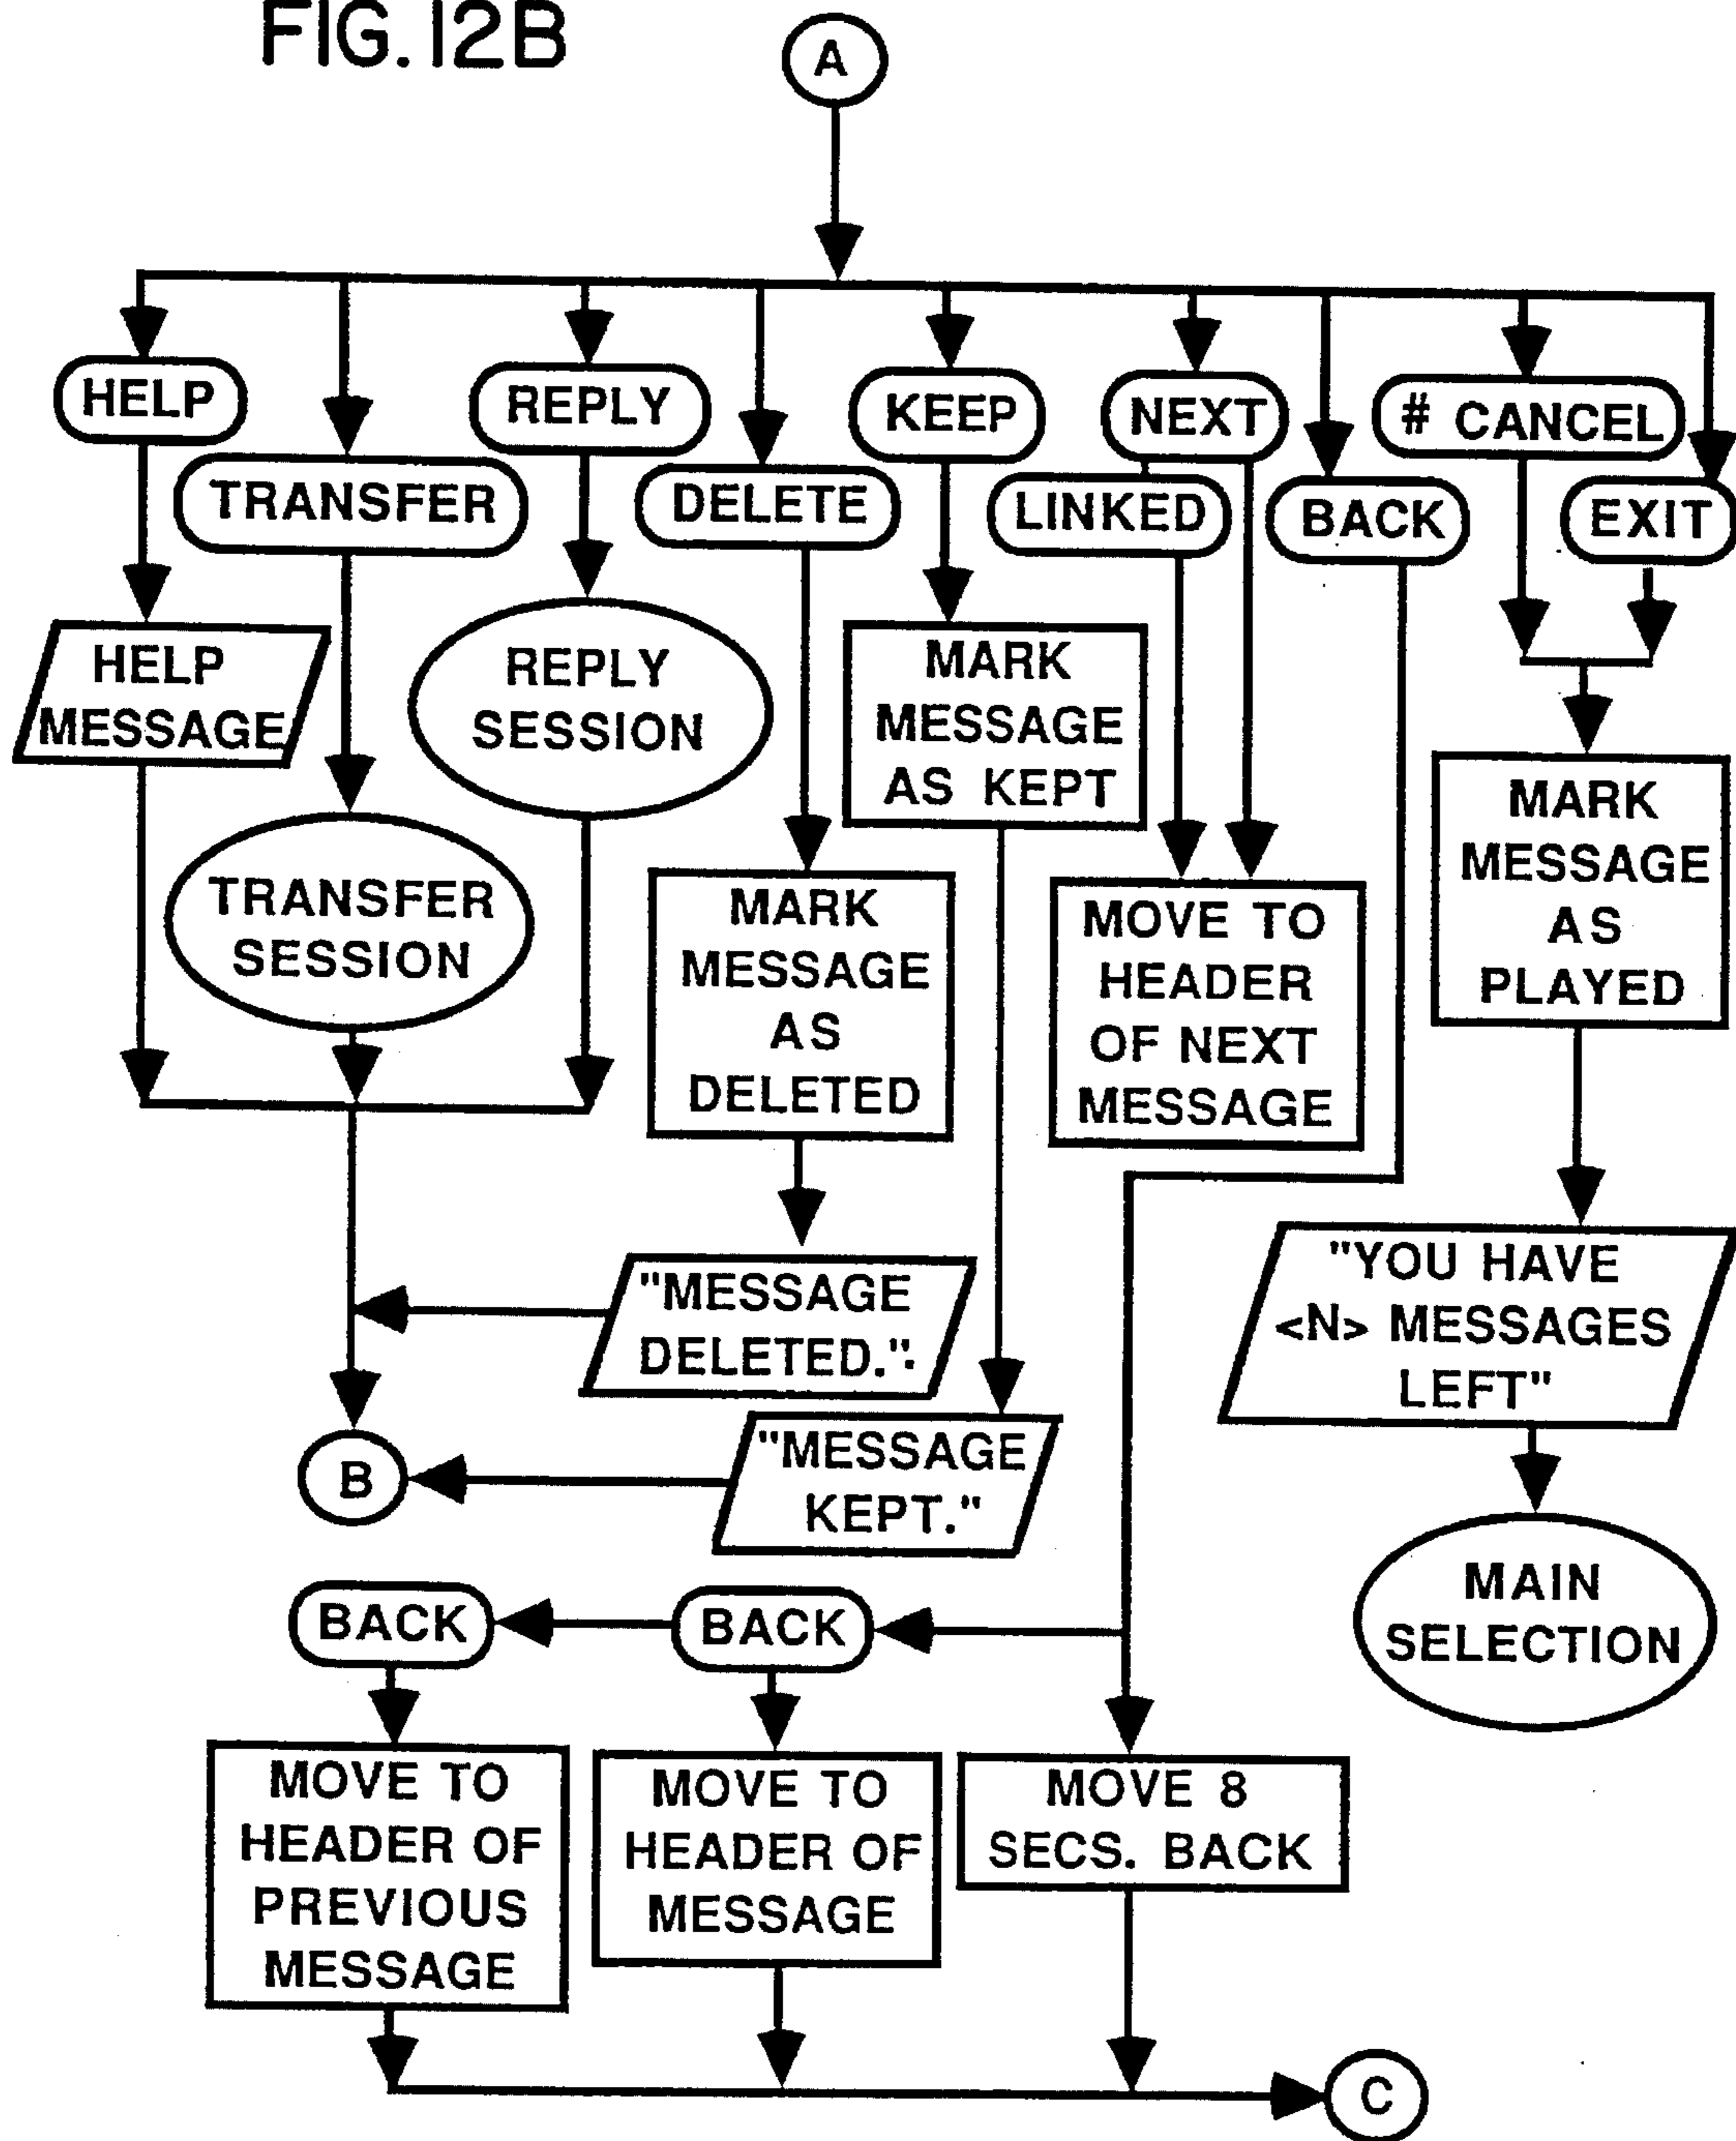 FIG. 12B
A
HELP
REPLY
KEEP
NEXT
# CANCEL
TRANSFER
DELETE
LINKED
BACK
EXIT
HELP
MESSAGE
REPLY
SESSION
MARK
MESSAGE
AS KEPT
MARK
MESSAGE
AS
PLAYED
TRANSFER
SESSION
MARK
MESSAGE
AS
DELETED
MOVE TO
HEADER
OF NEXT
MESSAGE
"MESSAGE
DELETED."
"YOU HAVE
<N> MESSAGES
LEFT"
B
"MESSAGE
KEPT."
BACK
BACK
MAIN
SELECTION
MOVE TO
HEADER OF
PREVIOUS
MESSAGE
MOVE TO
HEADER OF
MESSAGE
MOVE 8
SECS. BACK
C